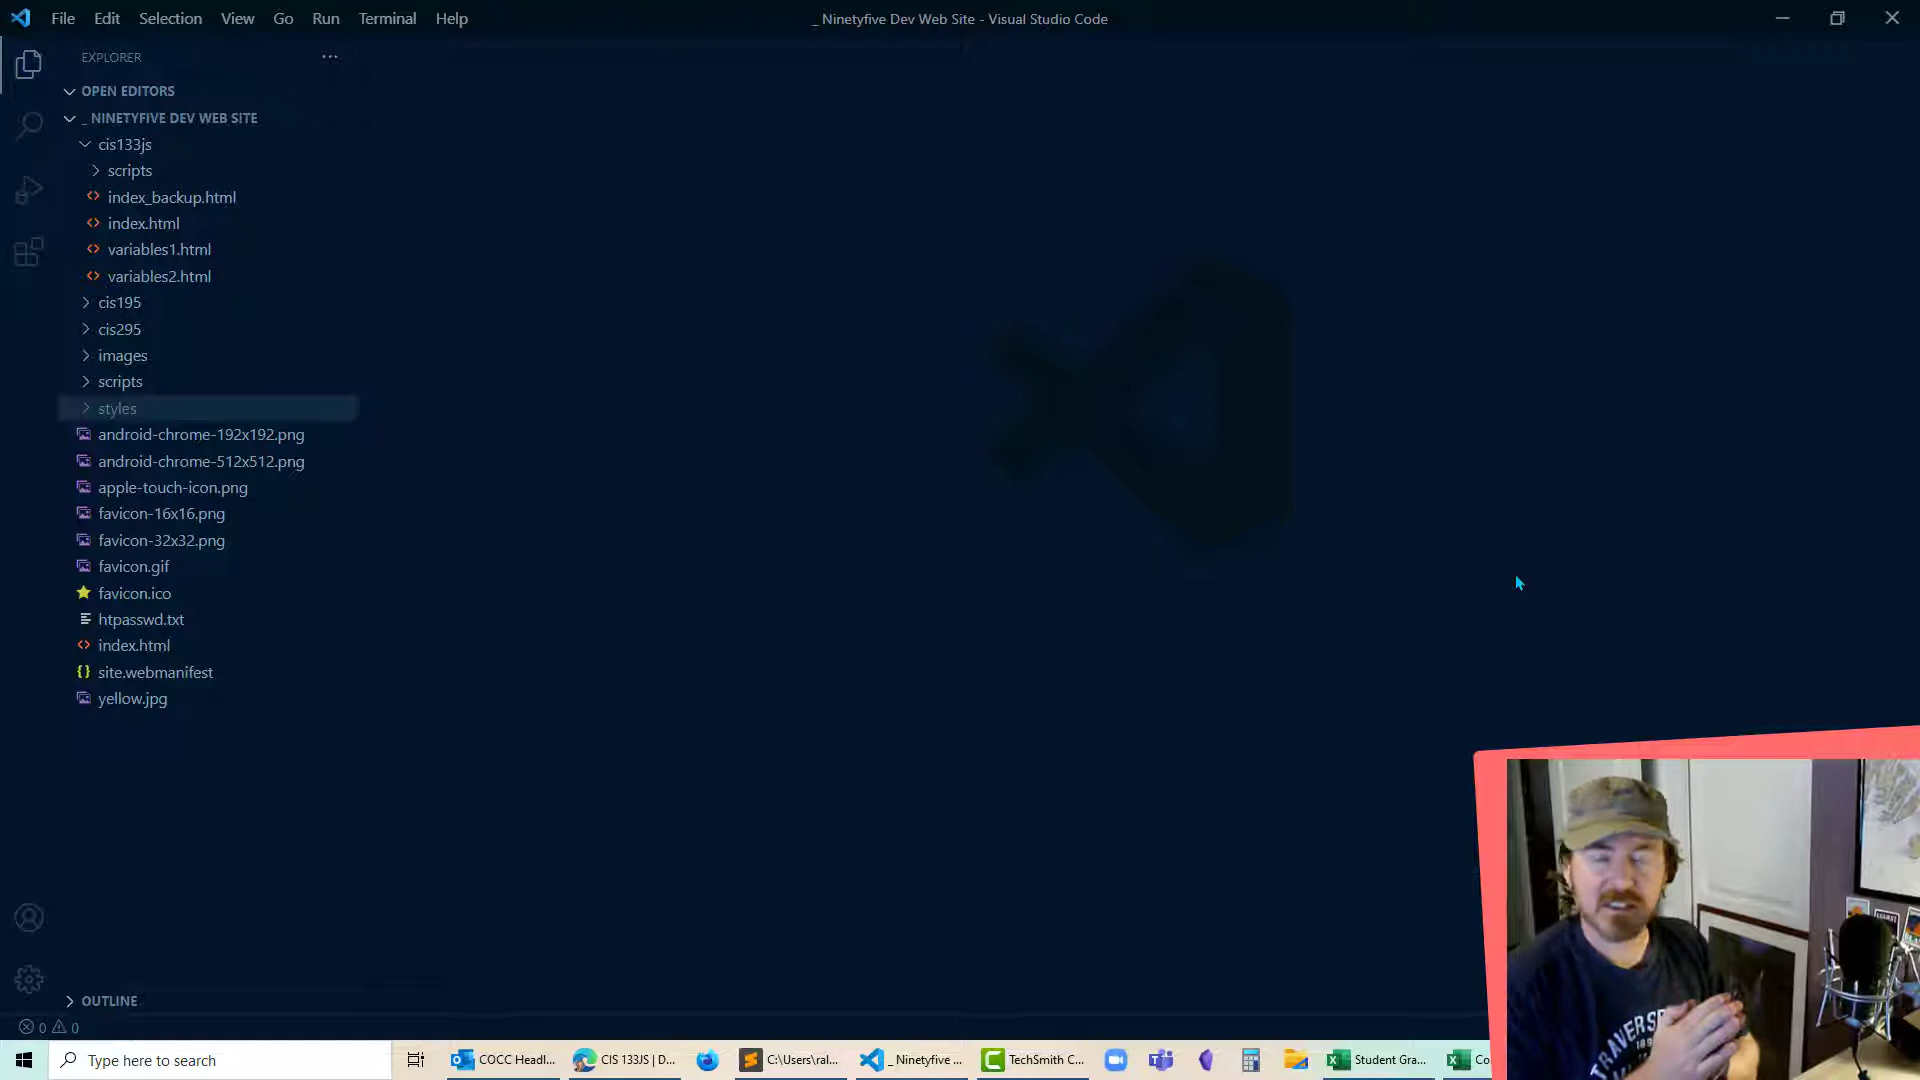 File Edit Selection View Go Run Terminal Help
_ Ninetyfive Dev Web Site - Visual Studio Code
EXPLORER
OPEN EDITORS
_ NINETYFIVE DEV WEB SITE
cis133js
scripts
index_backup.html
index.html
variables1.html
variables2.html
cis195
cis295
images
scripts
styles
android-chrome-192x192.png
android-chrome-512x512.png
apple-touch-icon.png
favicon-16x16.png
favicon-32x32.png
favicon.gif
favicon.ico
htpasswd.txt
index.html
site.webmanifest
yellow.jpg
OUTLINE
0 0
Type here to search
COCC Headl...
CIS 133JS | D...
C:\Users\ral...
_ Ninetyfive ...
TechSmith C...
Student Gra...
Co
TRAVERSE